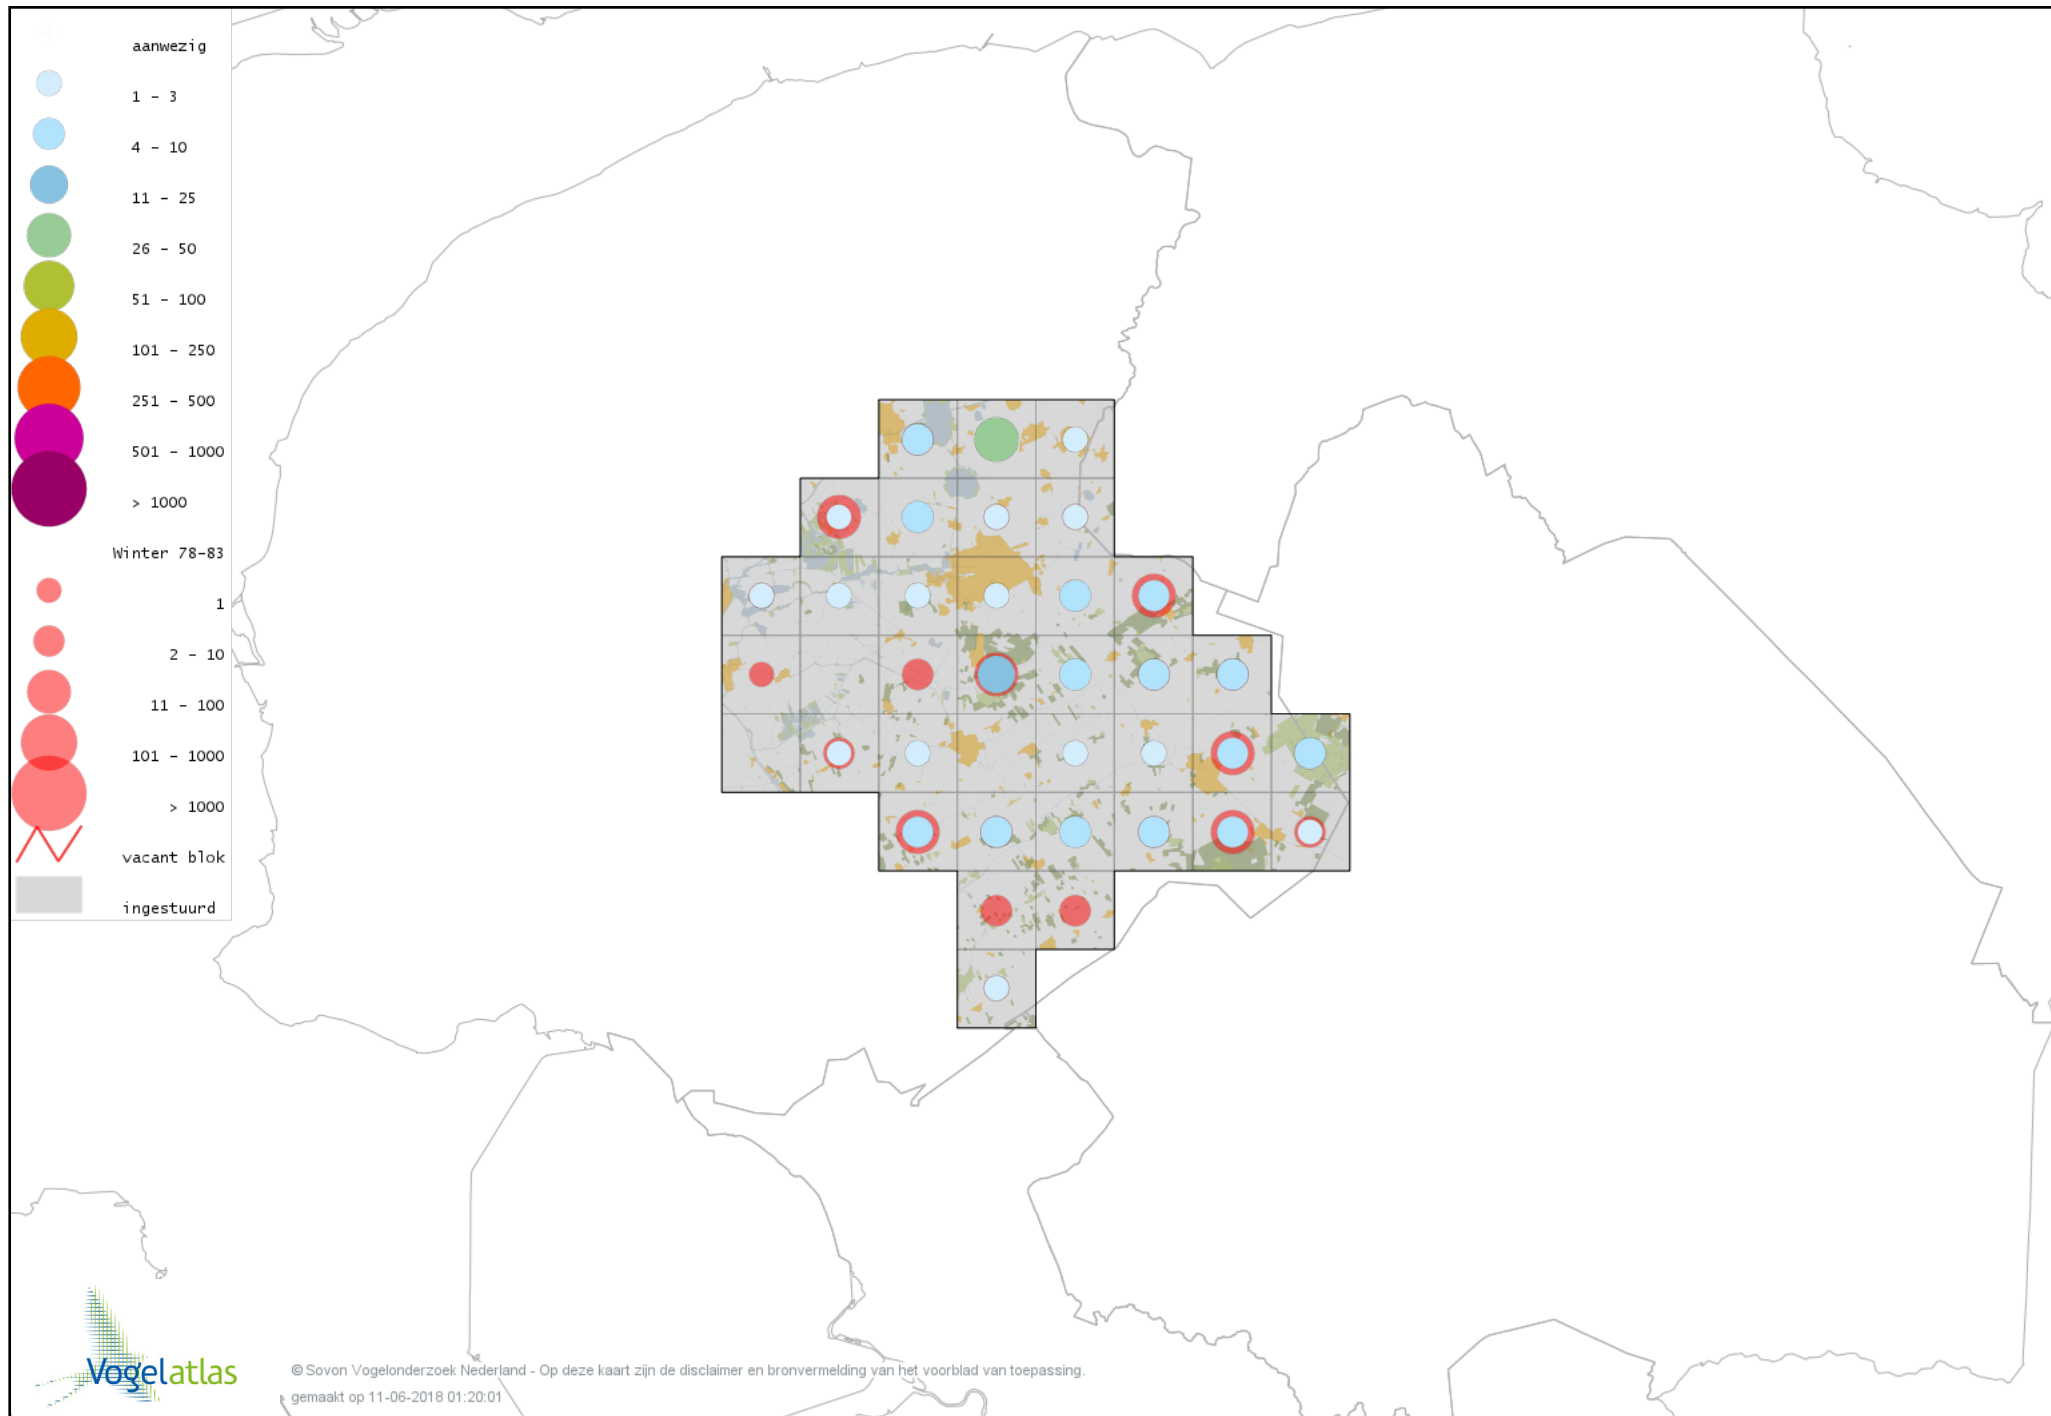 aanwezig
1 - 3
4 - 10
11 - 25
26 - 50
51 - 100
101 - 250
251 - 500
501 - 1000
> 1000
Winter 78-83
1
2 - 10
11 - 100
101 - 1000
> 1000
vacant blok
ingestuurd
Vogelatlas
© Sovon Vogelonderzoek Nederland - Op deze kaart zijn de disclaimer en bronvermelding van het voorblad van toepassing.
gemaakt op 11-06-2018 01:20:01